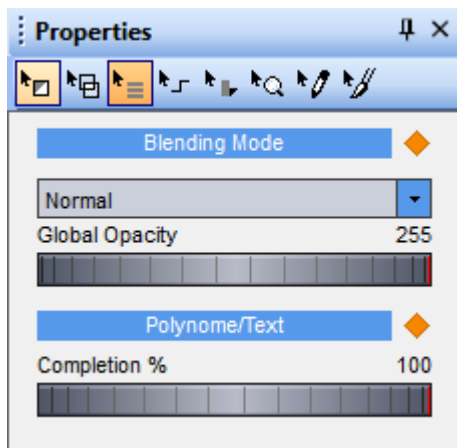 Properties
Blending Mode
Normal
Global Opacity 255
Polynome/Text
Completion % 100